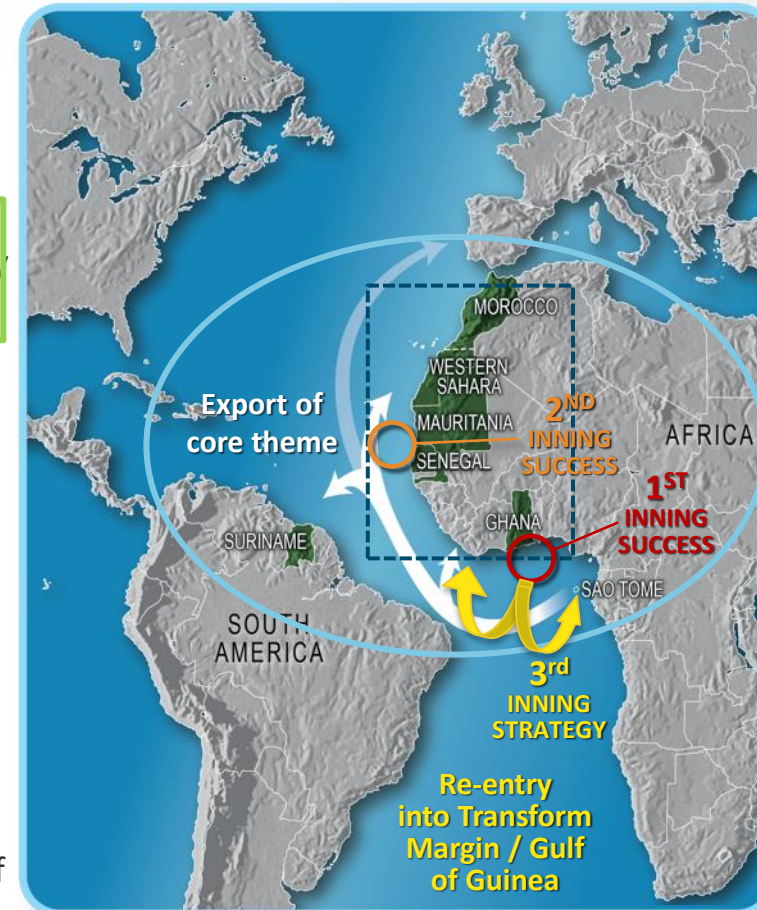 MOROCCO
WESTERN
SAHARA
Export of
core theme
MAURITANIA
2ND
INNING
SUCCESS
AFRICA
SENEGAL
1ST
INNING
SUCCESS
GHANA
SURINAME
SAO TOME
SOUTH
AMERICA
3rd
INNING
STRATEGY
Re-entry
into Transform
Margin / Gulf
of Guinea